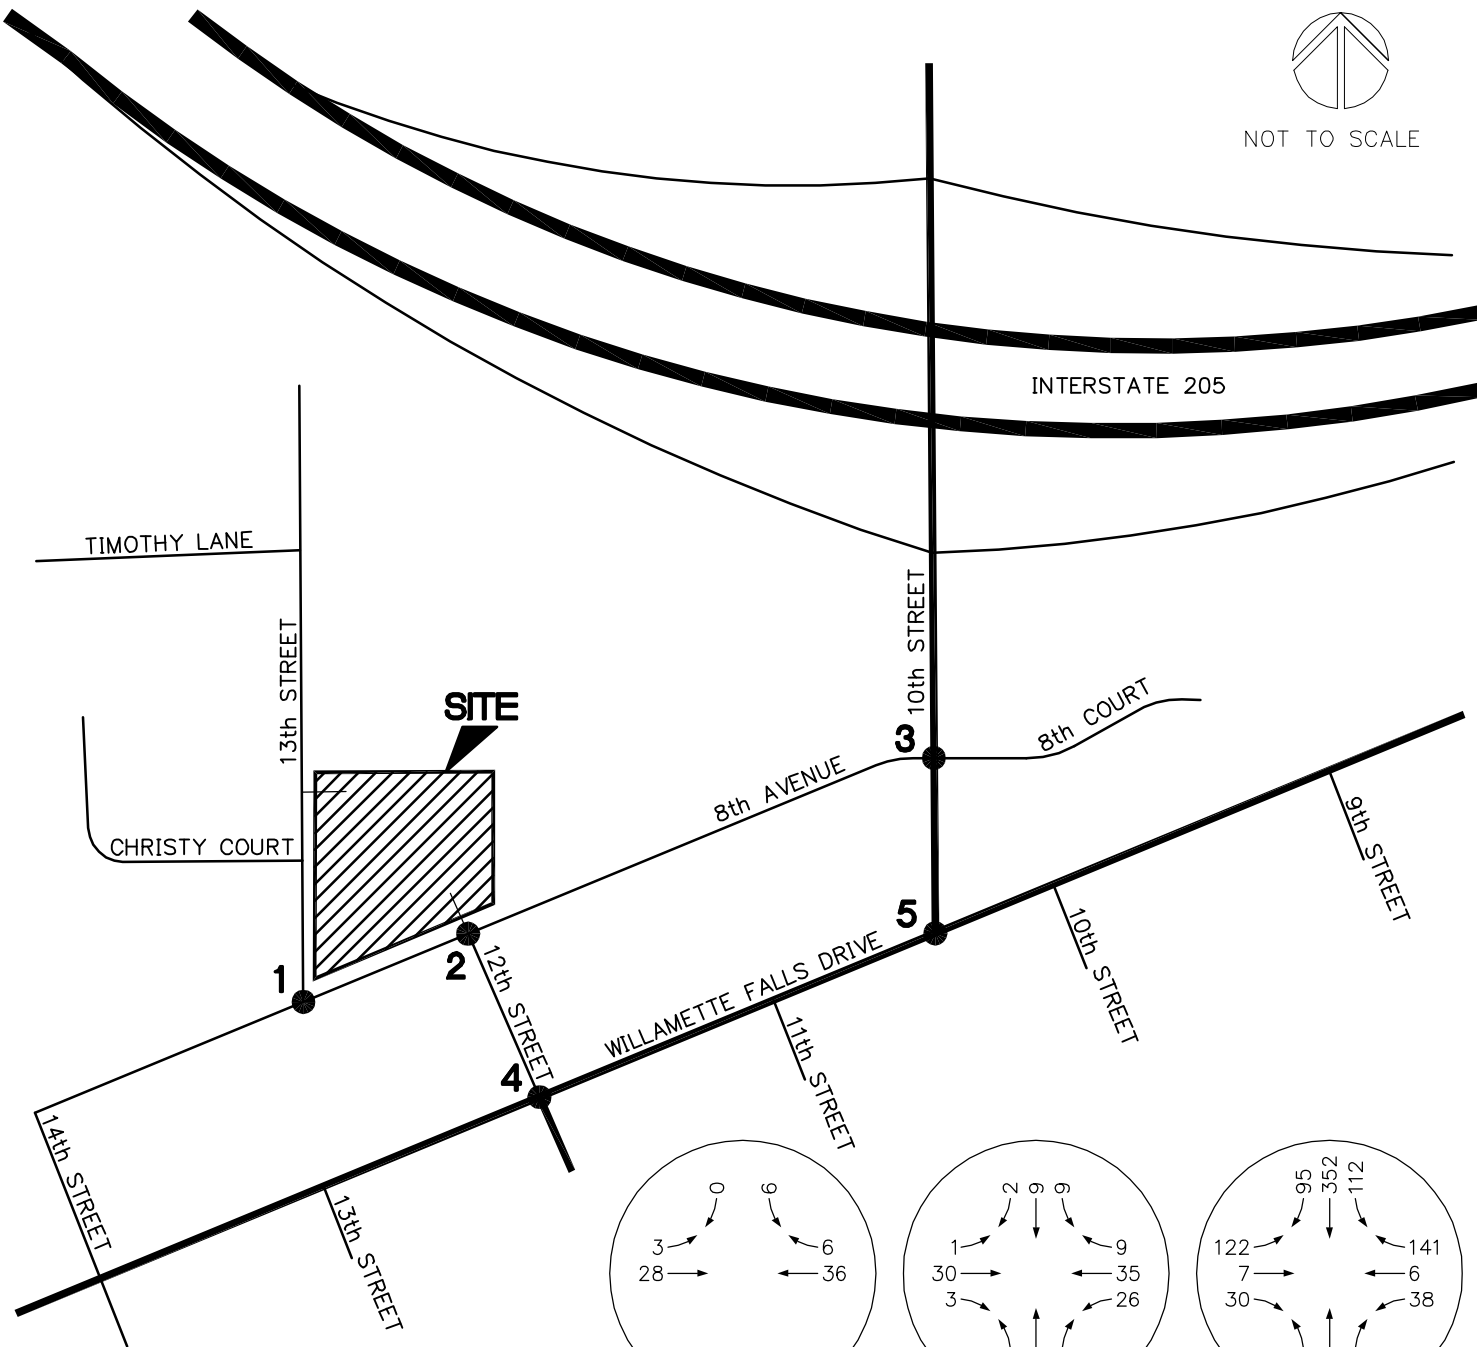 NOT TO SCALE
INTERSTATE 205
TIMOTHY LANE
13th STREET
10th STREET
SITE
8th COURT
3
8th AVENUE
CHRISTY COURT
9th STREET
5
1
2
12th STREET
WILLAMETTE FALLS DRIVE
10th STREET
4
11th STREET
14th STREET
13th STREET
0 6
3 6
28 36
2 9 9
1 9
30 35
3 26
95 352 112
122 141
7 6
30 38